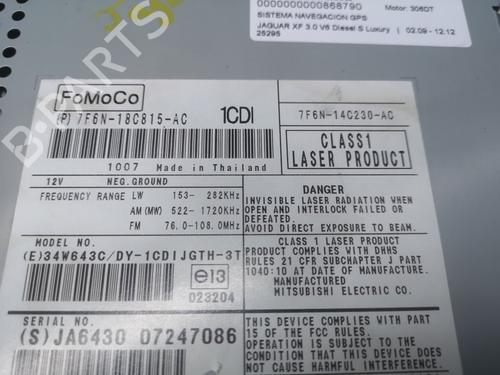 0000000000868790
Motor: 306DT
SISTEMA NAVEGACION GPS
JAGUAR XF 3.0 V6 Diesel S Luxury | 02.09 - 12.12
25295
B-PARTS
FoMoCo
(P) 7F6N-18C815-AC
1CDI
7F6N-14C230-AC
CLASS1
LASER PRODUCT
1007 Made in Thailand
12V NEG.GROUND
FREQUENCY RANGE LW 153- 282KHz
AM(MW) 522- 1720KHz
FM 76.0-108.0MHz
DANGER
INVISIBLE LASER RADIATION WHEN
OPEN AND INTERLOCK FAILED OR
DEFEATED.
AVOID DIRECT EXPOSURE TO BEAM.
MODEL NO.
(E)34W643C/DY-1CDIJGTH-3T
e13
023204
CLASS 1 LASER PRODUCT
THIS PRODUCT COMPLIES WITH DHHS
RULES 21 CFR SUBCHAPTER J PART
1040:10 AT DATE OF MANUFACTURE.
MANUFACTURED
MITSUBISHI ELECTRIC CO.
SERIAL NO.
(S)JA6430 07247086
THIS DEVICE COMPLIES WITH PART
15 OF THE FCC RULES.
OPERATION IS SUBJECT TO THE
CONDITION THAT THIS DEVICE